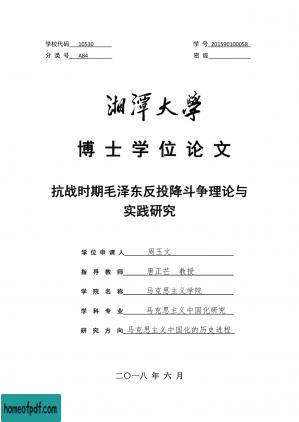 学校代码 10530 学 号 201590100058
分 类 号 A84 密 级
湘潭大学
博士学位论文
抗战时期毛泽东反投降斗争理论与
实践研究
学 位 申 请 人 周玉文
指 导 教 师 唐正芒 教授
学 院 名 称 马克思主义学院
学 科 专 业 马克思主义中国化研究
研 究 方 向 马克思主义中国化的历史进程
二〇一八 年 六 月
homeofpdf.com